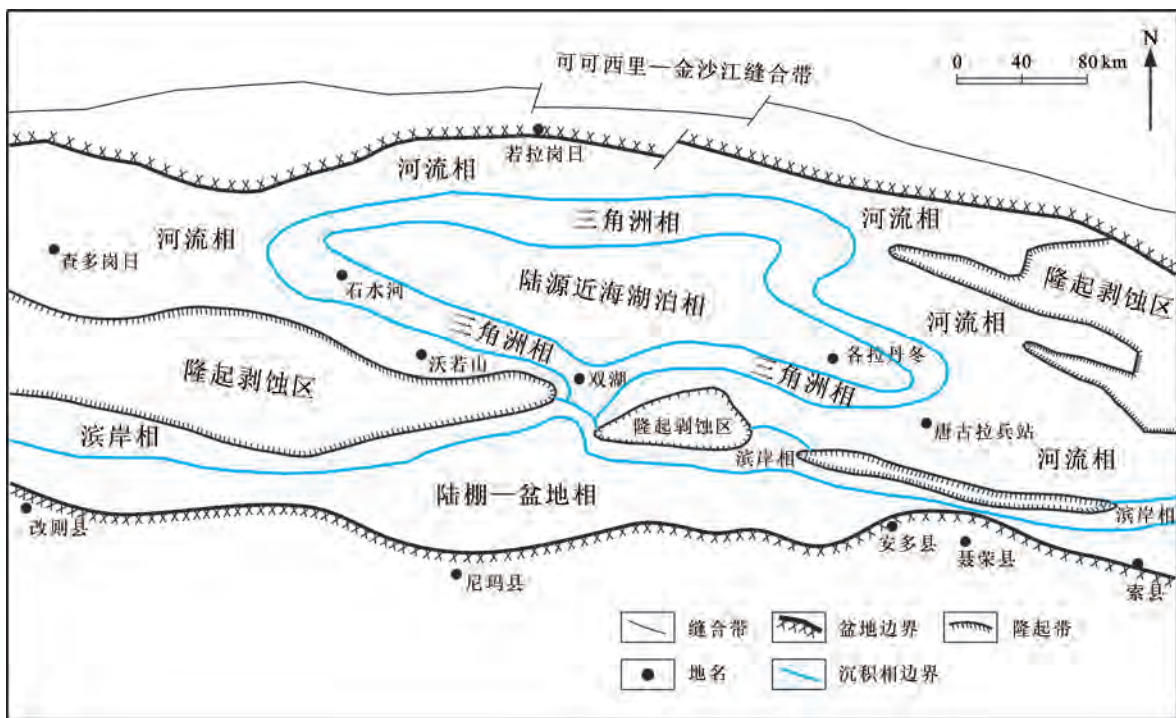 N
0 40 80 km
可可西里—金沙江缝合带
若拉岗日
河流相
三角洲相
河流相
河流相
查多岗日
隆起剥蚀区
石水河
陆源近海湖泊相
河流相
三角洲相
各拉丹冬
沃若山
隆起剥蚀区
双湖
三角洲相
隆起剥蚀区
唐古拉兵站
滨岸相
滨岸相
河流相
陆棚—盆地相
滨岸相
改则县
安多县
聂荣县
尼玛县
索县
缝合带
盆地边界
隆起带
地名
沉积相边界